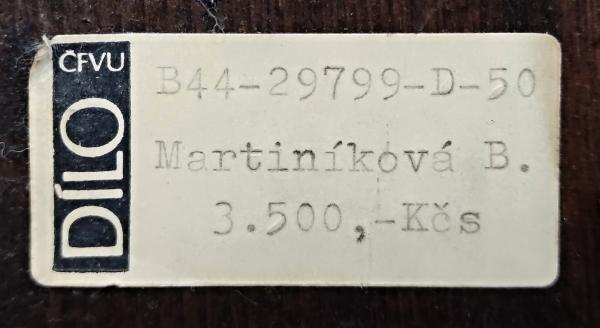 ČFVU
DÍLO
B44-29799-D-50
Martiníková B.
3.500,-Kčs